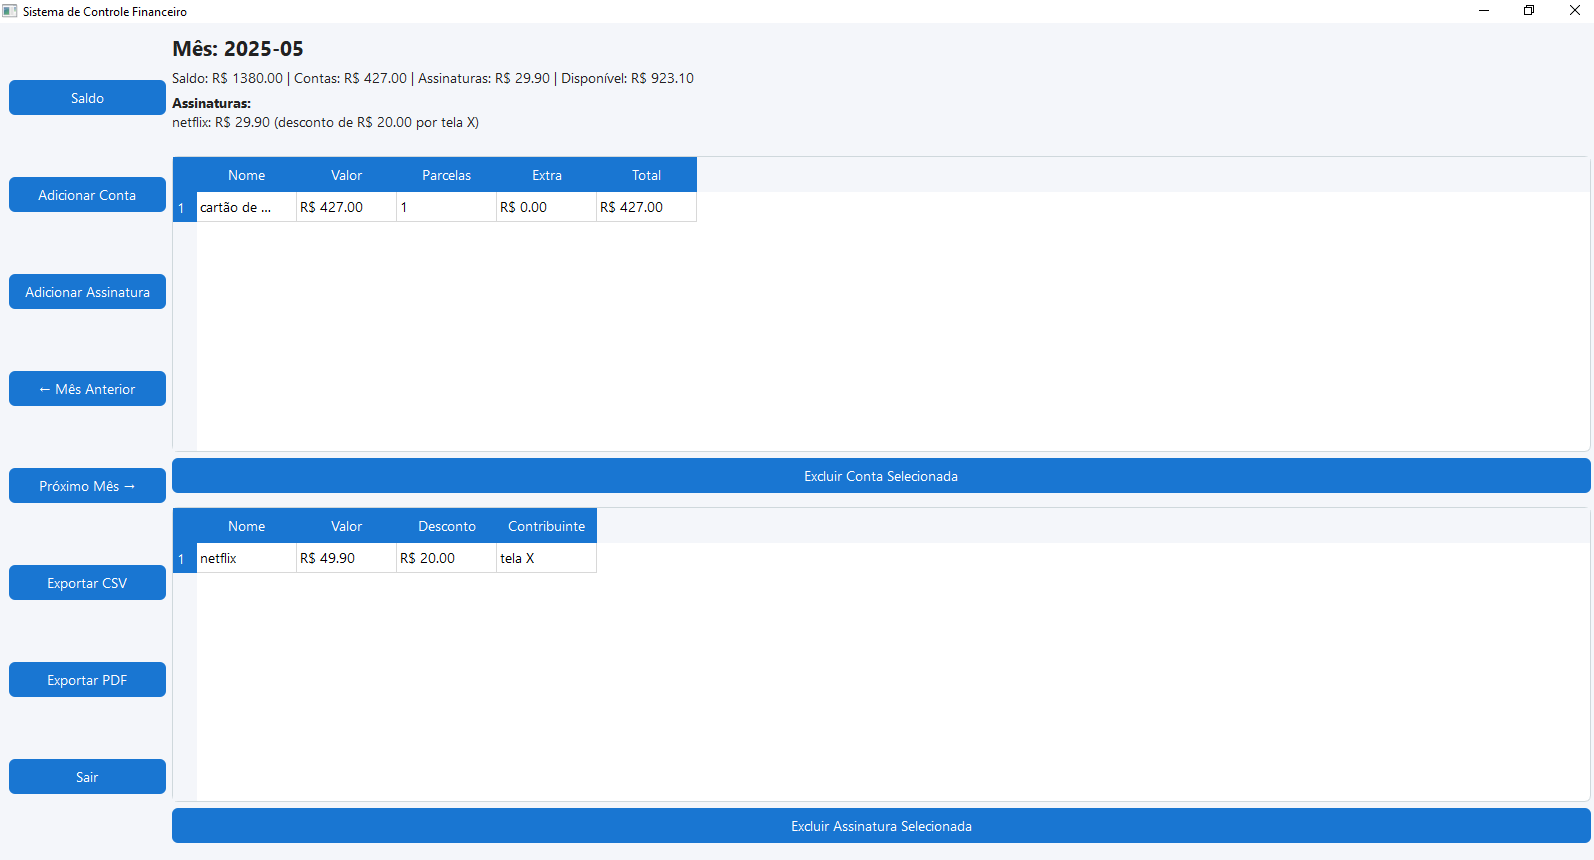 Sistema de Controle Financeiro
Mês: 2025-05
Saldo: R$ 1380.00 | Contas: R$ 427.00 | Assinaturas: R$ 29.90 | Disponível: R$ 923.10
Assinaturas:
netflix: R$ 29.90 (desconto de R$ 20.00 por tela X)
Saldo
Adicionar Conta
Adicionar Assinatura
← Mês Anterior
Próximo Mês →
Exportar CSV
Exportar PDF
Sair
Nome Valor Parcelas Extra Total
1 cartão de ... R$ 427.00 1 R$ 0.00 R$ 427.00
Excluir Conta Selecionada
Nome Valor Desconto Contribuinte
1 netflix R$ 49.90 R$ 20.00 tela X
Excluir Assinatura Selecionada